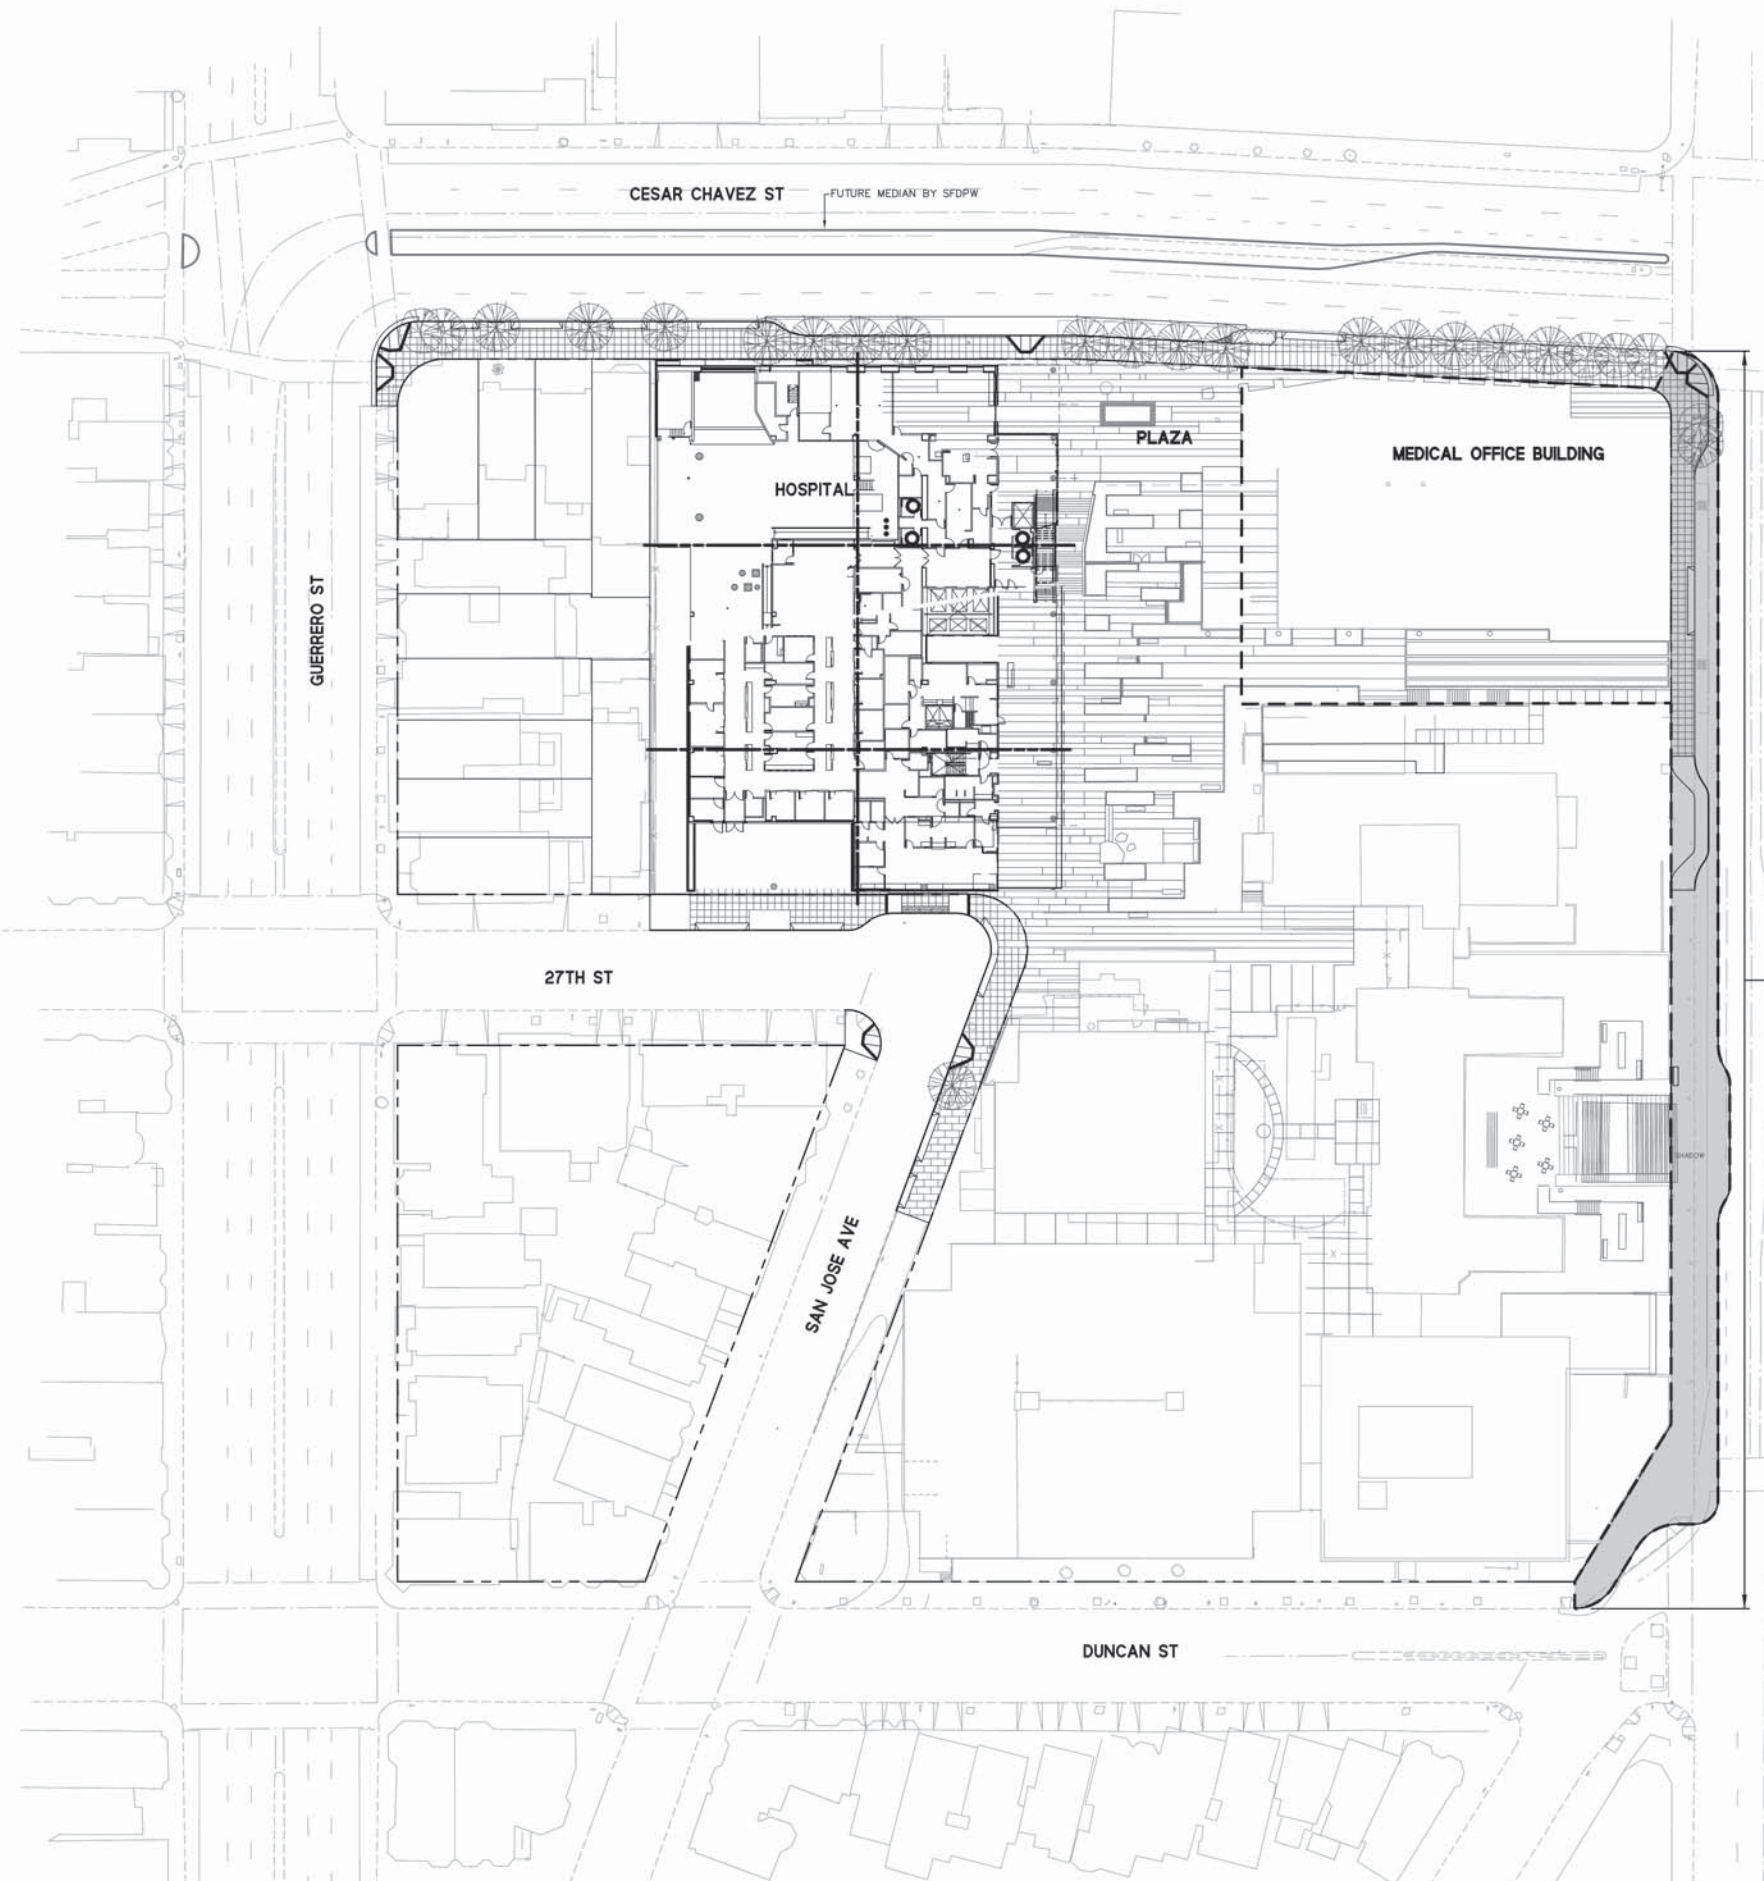 CESAR CHAVEZ ST
FUTURE MEDIAN BY SFDPW
PLAZA
MEDICAL OFFICE BUILDING
HOSPITAL
GUERRERO ST
27TH ST
SHADOW
SAN JOSE AVE
DUNCAN ST